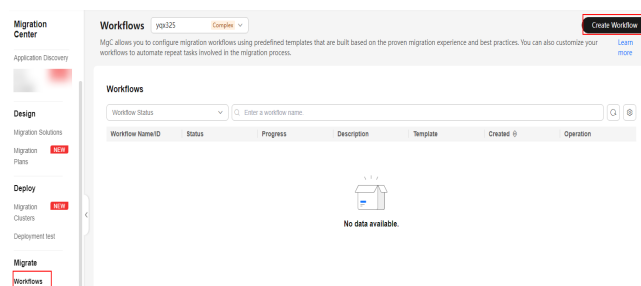 Migration
Center
Application Discovery
Design
Migration Solutions
Migration NEW
Plans
Deploy
Migration NEW
Clusters
Deployment test
Migrate
Workflows
Workflows yqx325 Complex
Create Workflow
MgC allows you to configure migration workflows using predefined templates that are built based on the proven migration experience and best practices. You can also customize your Learn
workflows to automate repeat tasks involved in the migration process. more
Workflows
Workflow Status Enter a workflow name
Workflow Name/ID Status Progress Description Template Created Operation
No data available.